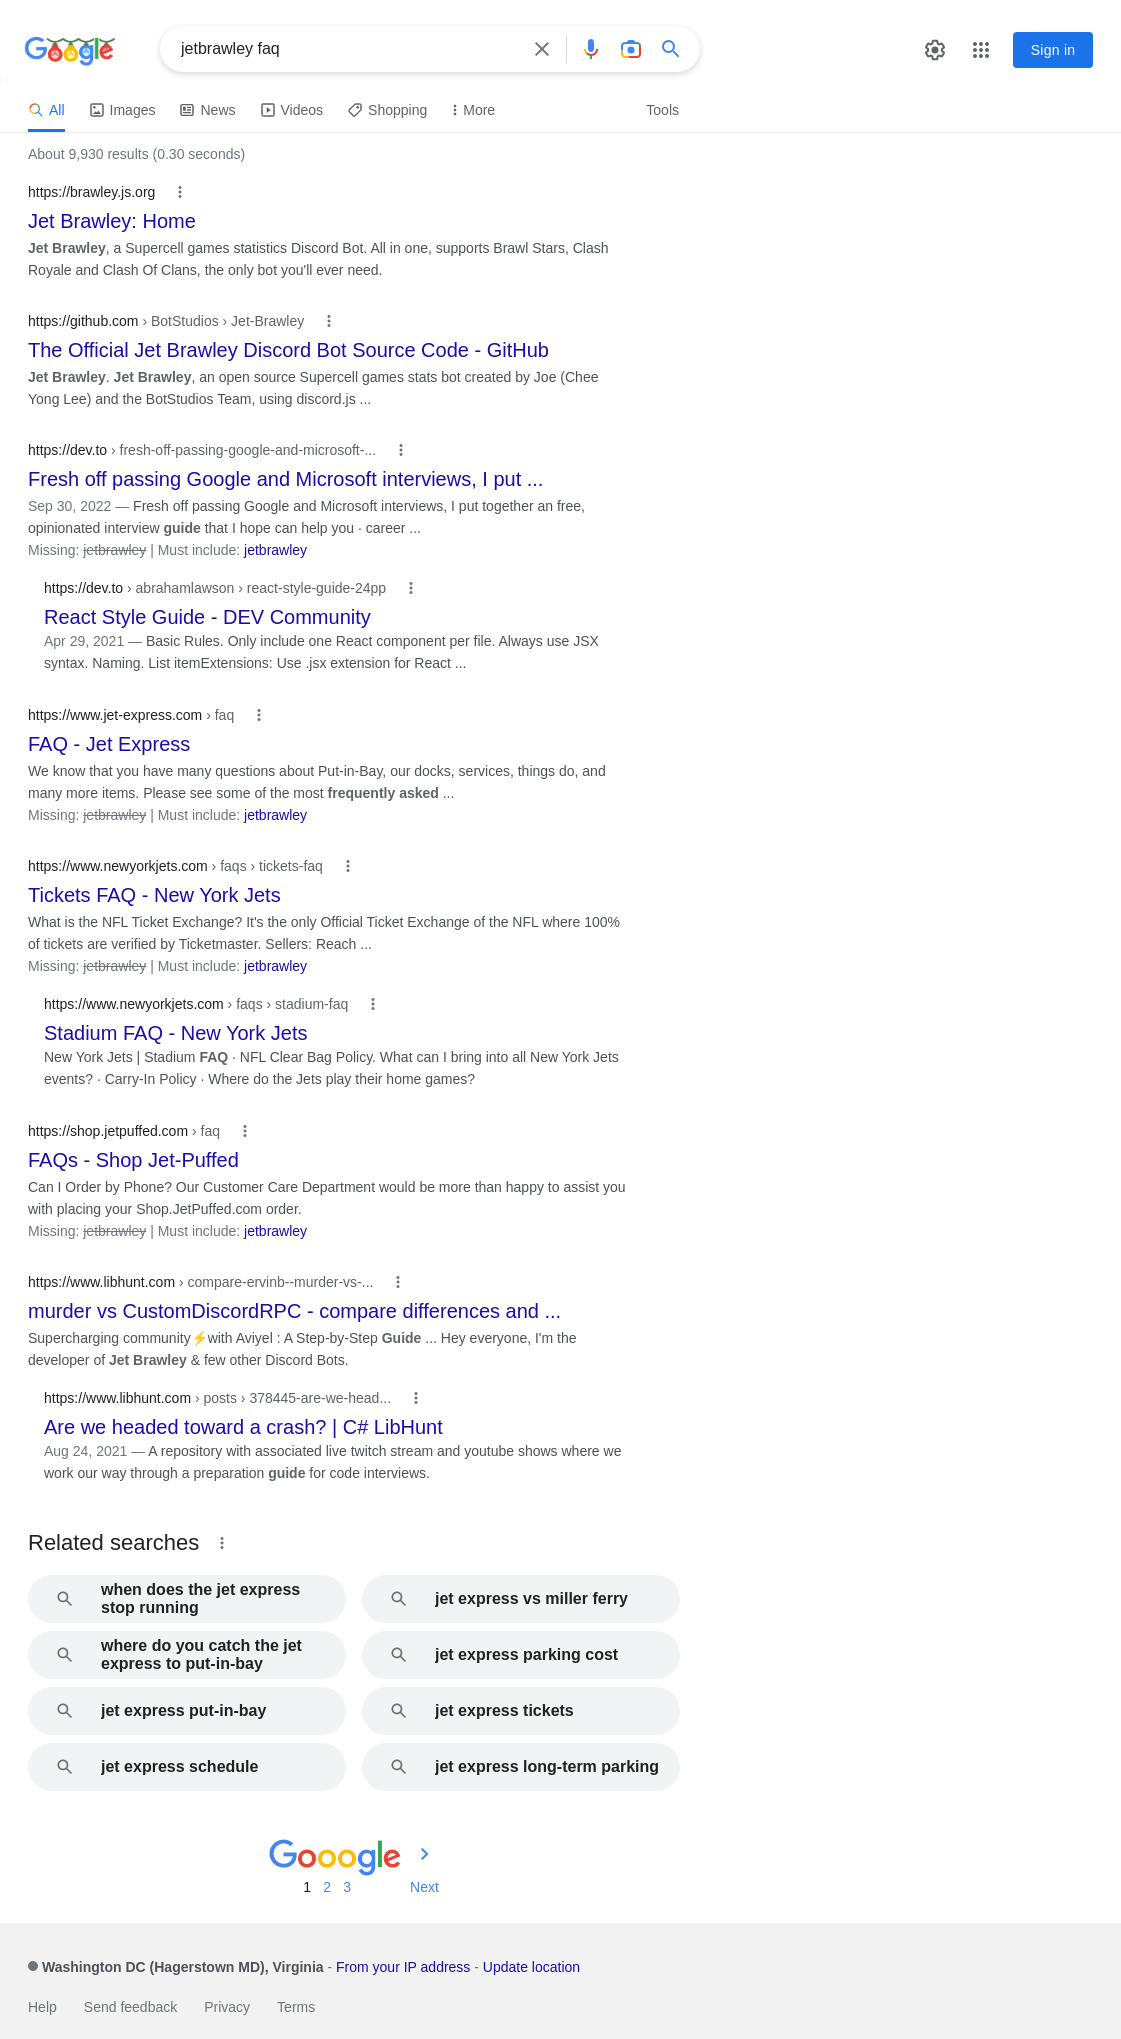 Google
jetbrawley faq
Sign in
All
Images
News
Videos
Shopping
More
Tools
About 9,930 results (0.30 seconds)
https://brawley.js.org
Jet Brawley: Home
Jet Brawley, a Supercell games statistics Discord Bot. All in one, supports Brawl Stars, Clash
Royale and Clash Of Clans, the only bot you'll ever need.
https://github.com › BotStudios › Jet-Brawley
The Official Jet Brawley Discord Bot Source Code - GitHub
Jet Brawley. Jet Brawley, an open source Supercell games stats bot created by Joe (Chee
Yong Lee) and the BotStudios Team, using discord.js ...
https://dev.to › fresh-off-passing-google-and-microsoft-...
Fresh off passing Google and Microsoft interviews, I put ...
Sep 30, 2022 — Fresh off passing Google and Microsoft interviews, I put together an free,
opinionated interview guide that I hope can help you · career ...
Missing: jetbrawley | Must include: jetbrawley
https://dev.to › abrahamlawson › react-style-guide-24pp
React Style Guide - DEV Community
Apr 29, 2021 — Basic Rules. Only include one React component per file. Always use JSX
syntax. Naming. List itemExtensions: Use .jsx extension for React ...
https://www.jet-express.com › faq
FAQ - Jet Express
We know that you have many questions about Put-in-Bay, our docks, services, things do, and
many more items. Please see some of the most frequently asked ...
Missing: jetbrawley | Must include: jetbrawley
https://www.newyorkjets.com › faqs › tickets-faq
Tickets FAQ - New York Jets
What is the NFL Ticket Exchange? It's the only Official Ticket Exchange of the NFL where 100%
of tickets are verified by Ticketmaster. Sellers: Reach ...
Missing: jetbrawley | Must include: jetbrawley
https://www.newyorkjets.com › faqs › stadium-faq
Stadium FAQ - New York Jets
New York Jets | Stadium FAQ · NFL Clear Bag Policy. What can I bring into all New York Jets
events? · Carry-In Policy · Where do the Jets play their home games?
https://shop.jetpuffed.com › faq
FAQs - Shop Jet-Puffed
Can I Order by Phone? Our Customer Care Department would be more than happy to assist you
with placing your Shop.JetPuffed.com order.
Missing: jetbrawley | Must include: jetbrawley
https://www.libhunt.com › compare-ervinb--murder-vs-...
murder vs CustomDiscordRPC - compare differences and ...
Supercharging community⚡with Aviyel : A Step-by-Step Guide ... Hey everyone, I'm the
developer of Jet Brawley & few other Discord Bots.
https://www.libhunt.com › posts › 378445-are-we-head...
Are we headed toward a crash? | C# LibHunt
Aug 24, 2021 — A repository with associated live twitch stream and youtube shows where we
work our way through a preparation guide for code interviews.
Related searches
when does the jet express
stop running
jet express vs miller ferry
where do you catch the jet
express to put-in-bay
jet express parking cost
jet express put-in-bay
jet express tickets
jet express schedule
jet express long-term parking
Gooogle
1 2 3 Next
Washington DC (Hagerstown MD), Virginia - From your IP address - Update location
Help Send feedback Privacy Terms